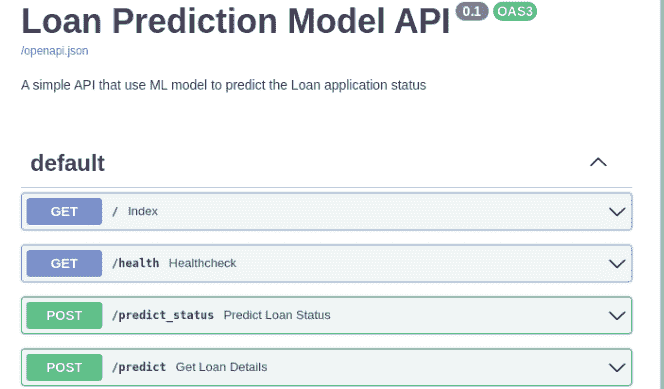 Loan Prediction Model API 0.1 OAS3
/openapi.json
A simple API that use ML model to predict the Loan application status
default
GET / Index
GET /health Healthcheck
POST /predict_status Predict Loan Status
POST /predict Get Loan Details